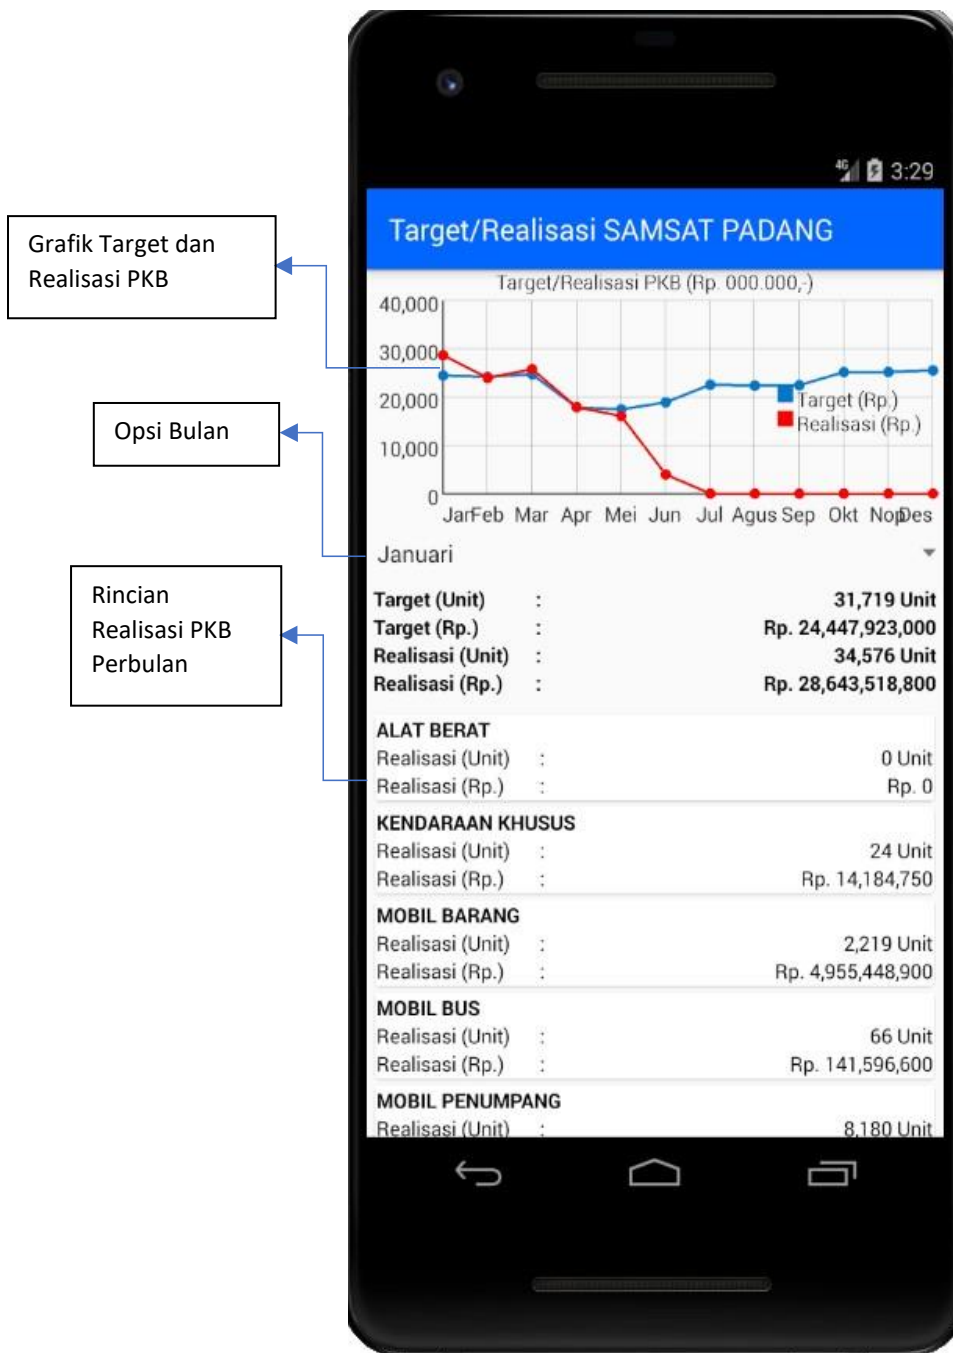 4G 3:29
Target/Realisasi SAMSAT PADANG
Grafik Target dan
Realisasi PKB
Target/Realisasi PKB (Rp. 000.000,-)
40,000
30,000
20,000
10,000
0
Target (Rp.)
Realisasi (Rp.)
Jan Feb Mar Apr Mei Jun Jul Agus Sep Okt Nop Des
Opsi Bulan
Januari
Rincian
Realisasi PKB
Perbulan
Target (Unit) : 31,719 Unit
Target (Rp.) : Rp. 24,447,923,000
Realisasi (Unit) : 34,576 Unit
Realisasi (Rp.) : Rp. 28,643,518,800
ALAT BERAT
Realisasi (Unit) : 0 Unit
Realisasi (Rp.) : Rp. 0
KENDARAAN KHUSUS
Realisasi (Unit) : 24 Unit
Realisasi (Rp.) : Rp. 14,184,750
MOBIL BARANG
Realisasi (Unit) : 2,219 Unit
Realisasi (Rp.) : Rp. 4,955,448,900
MOBIL BUS
Realisasi (Unit) : 66 Unit
Realisasi (Rp.) : Rp. 141,596,600
MOBIL PENUMPANG
Realisasi (Unit) : 8,180 Unit